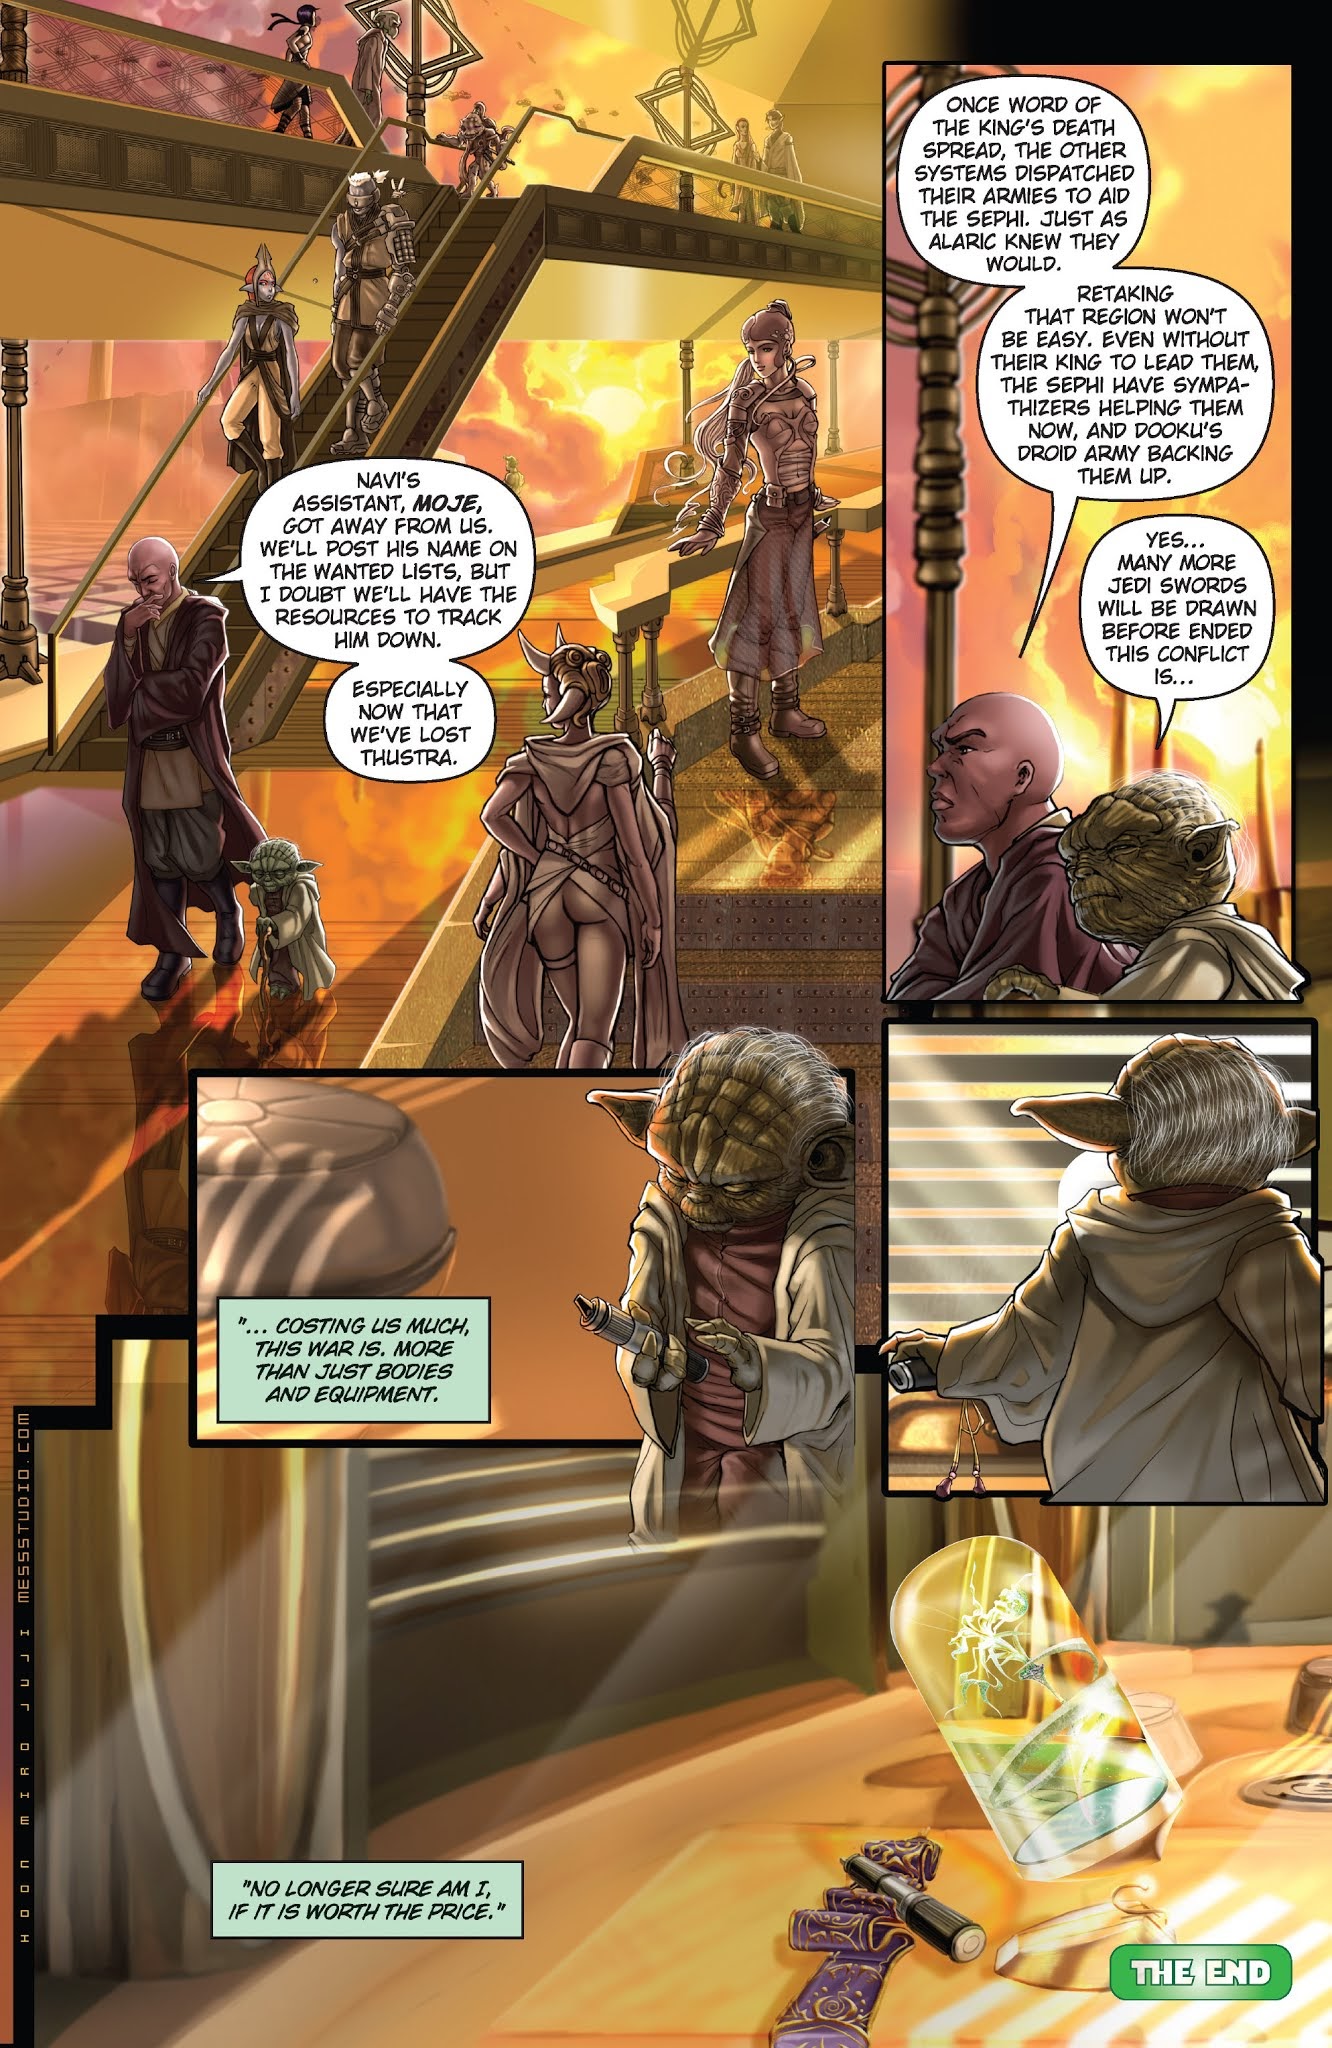 NAVI'S
ASSISTANT, MOJE,
GOT AWAY FROM US.
WE'LL POST HIS NAME ON
THE WANTED LISTS, BUT
I DOUBT WE'LL HAVE THE
RESOURCES TO TRACK
HIM DOWN.
ESPECIALLY
NOW THAT
WE'VE LOST
THUSTRA.
ONCE WORD OF
THE KING'S DEATH
SPREAD, THE OTHER
SYSTEMS DISPATCHED
THEIR ARMIES TO AID
THE SEPHI. JUST AS
ALARIC KNEW THEY
WOULD.
RETAKING
THAT REGION WON'T
BE EASY. EVEN WITHOUT
THEIR KING TO LEAD THEM,
THE SEPHI HAVE SYMPA-
THIZERS HELPING THEM
NOW, AND DOOKU'S
DROID ARMY BACKING
THEM UP.
YES...
MANY MORE
JEDI SWORDS
WILL BE DRAWN
BEFORE ENDED
THIS CONFLICT
IS...
"... COSTING US MUCH,
THIS WAR IS. MORE
THAN JUST BODIES
AND EQUIPMENT.
"NO LONGER SURE AM I,
IF IT IS WORTH THE PRICE."
THE END
HOON MIROJUJI MESSSTUDIO.COM